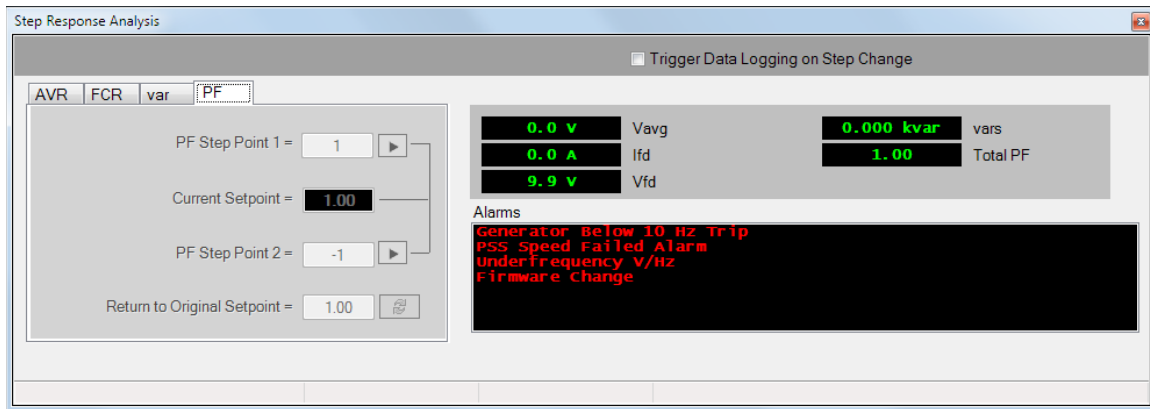 Step Response Analysis
Trigger Data Logging on Step Change
AVR FCR var PF
PF Step Point 1 = 1
Current Setpoint = 1.00
PF Step Point 2 = -1
Return to Original Setpoint = 1.00
0.0 V Vavg 0.000 kvar vars
0.0 A Ifd 1.00 Total PF
9.9 V Vfd
Alarms
Generator Below 10 Hz Trip
PSS Speed Failed Alarm
Underfrequency V/Hz
Firmware Change